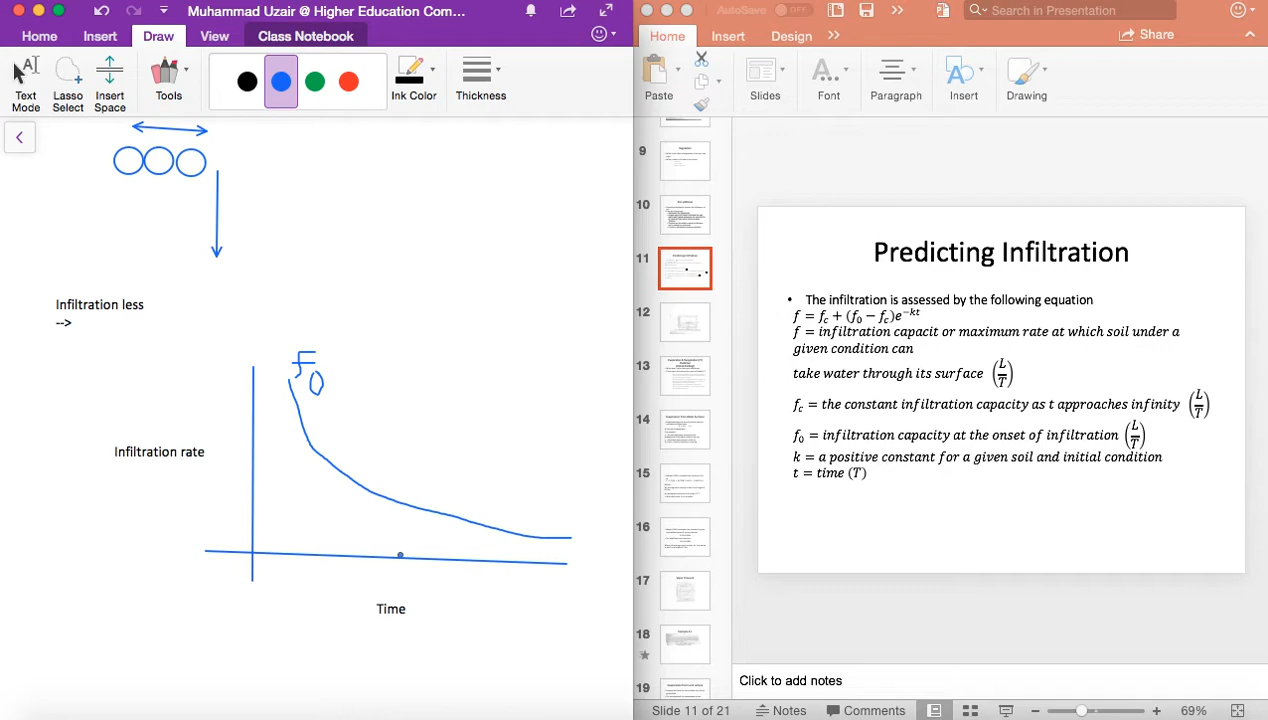 Muhammad Uzair @ Higher Education Com...
Home Insert Draw View Class Notebook
Text Mode
Lasso Select
Insert Space
Tools
Ink Color
Thickness
Infiltration less
-->
f0
Infiltration rate
Time
AutoSave OFF
Search in Presentation
Home Insert Design
Share
Paste
Slides
Font
Paragraph
Insert
Drawing
9
10
11
12
13
14
15
16
17
18
19
Predicting Infiltration
• The infiltration is assessed by the following equation
f = f_c + (f_0 − f_c)e^{−kt}
f = infiltration capacit or maximum rate at which soil under a
given condition can
take water through its surface (L/T)
f_c = the constant infiltration capacity as t approaches infinity (L/T)
f_0 = infiltration capacity at the onset of infiltration (L/T)
k = a positive constant for a given soil and initial condition
t = time (T)
Click to add notes
Slide 11 of 21
Notes
Comments
69%